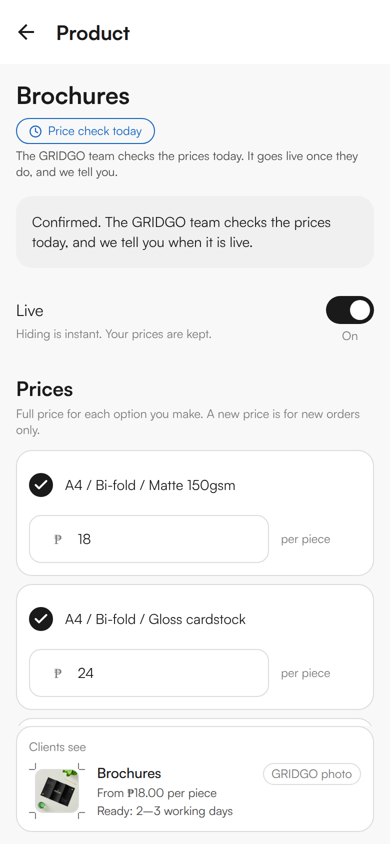 Product
Brochures
Price check today
The GRIDGO team checks the prices today. It goes live once they
do, and we tell you.
Confirmed. The GRIDGO team checks the prices
today, and we tell you when it is live.
Live
Hiding is instant. Your prices are kept.
On
Prices
Full price for each option you make. A new price is for new orders
only.
A4 / Bi-fold / Matte 150gsm
₱ 18 per piece
A4 / Bi-fold / Gloss cardstock
₱ 24 per piece
Clients see
Brochures
GRIDGO photo
From ₱18.00 per piece
Ready: 2–3 working days